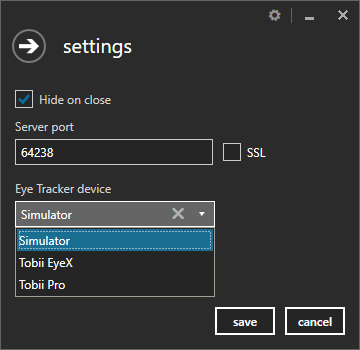 settings
Hide on close
Server port
64238
SSL
Eye Tracker device
Simulator
Simulator
Tobii EyeX
Tobii Pro
save
cancel